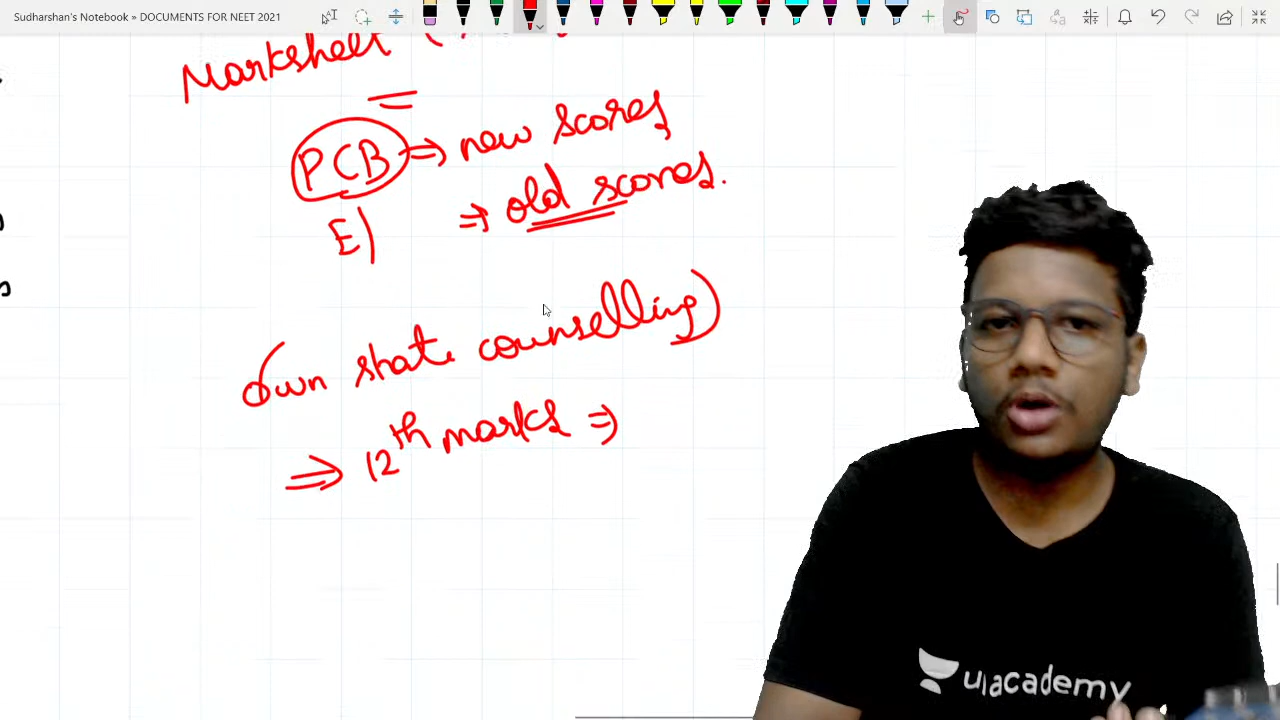 Sudharshan's Notebook » DOCUMENTS FOR NEET 2021
Marksheet
PCB ⇒ new scores
⇒ old scores.
E/
(own state counselling)
⇒ 12th marks ⇒
unacademy